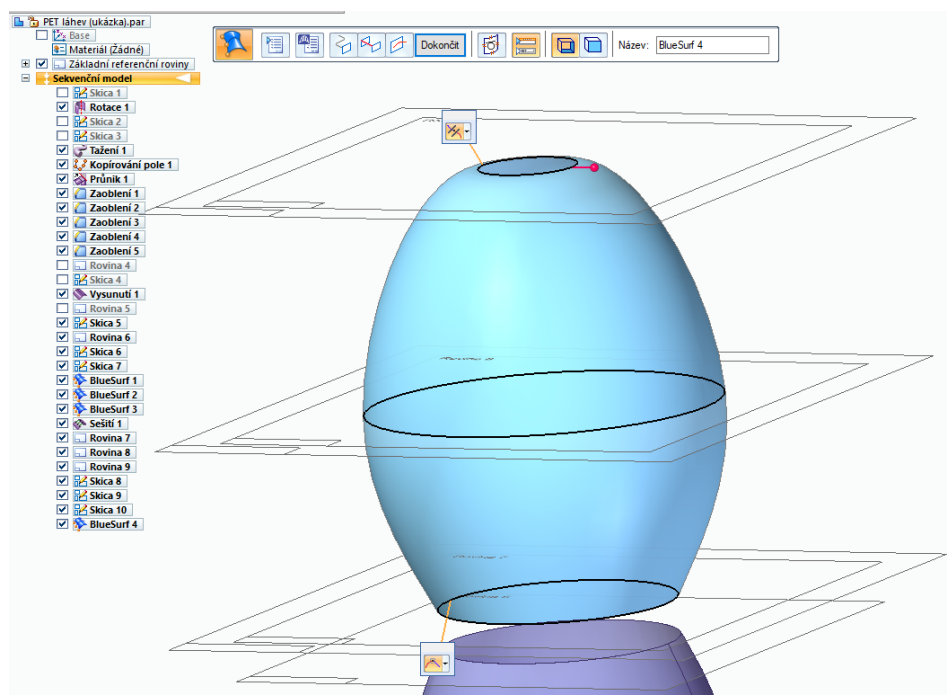 PET láhev (ukázka).par
Base
Materiál (Žádné)
Základní referenční roviny
Sekvenční model
Skica 1
Rotace 1
Skica 2
Skica 3
Tažení 1
Kopírování pole 1
Průnik 1
Zaoblení 1
Zaoblení 2
Zaoblení 3
Zaoblení 4
Zaoblení 5
Rovina 4
Skica 4
Vysunutí 1
Rovina 5
Skica 5
Rovina 6
Skica 6
Skica 7
BlueSurf 1
BlueSurf 2
BlueSurf 3
Sešití 1
Rovina 7
Rovina 8
Rovina 9
Skica 8
Skica 9
Skica 10
BlueSurf 4
Dokončit
Název: BlueSurf 4